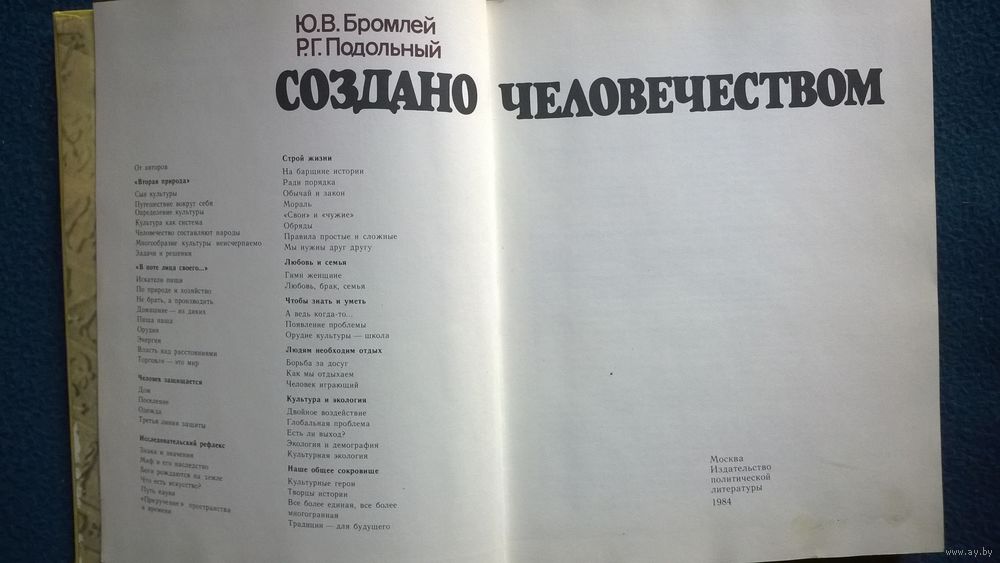 Ю.В. Бромлей
Р.Г. Подольный
СОЗДАНО ЧЕЛОВЕЧЕСТВОМ
От авторов
«Вторая природа»
Сыз культуры
Путешествие вокруг себя
Определение культуры
Культура как система
Человечество составляют народы
Многообразие культуры неисчерпаемо
Задачи и решения
«В поте лица своего...»
Искатели пищи
По природе и хозяйство
Не брать, а производить
Домашние — из диких
Пища наша
Орудия
Энергия
Власть над расстояниями
Торговля — это мир
Человек защищается
Дом
Поселение
Одежда
Третья линия защиты
Исследовательский рефлекс
Знаки и значения
Миф и его наследство
Боги рождаются на земле
Что есть искусство?
Путь науки
«Приручение» пространства
и времени
Строй жизни
На барщине истории
Ради порядка
Обычай и закон
Мораль
«Свои» и «чужие»
Обряды
Правила простые и сложные
Мы нужны друг другу
Любовь и семья
Гимн женщине
Любовь, брак, семья
Чтобы знать и уметь
А ведь когда-то...
Появление проблемы
Орудие культуры — школа
Людям необходим отдых
Борьба за досуг
Как мы отдыхаем
Человек играющий
Культура и экология
Двойное воздействие
Глобальная проблема
Есть ли выход?
Экология и демография
Культурная экология
Наше общее сокровище
Культурные герои
Творцы истории
Все более единая, все более
многогранная
Традиции — для будущего
Москва
Издательство
политической
литературы
1984
www.ay.by